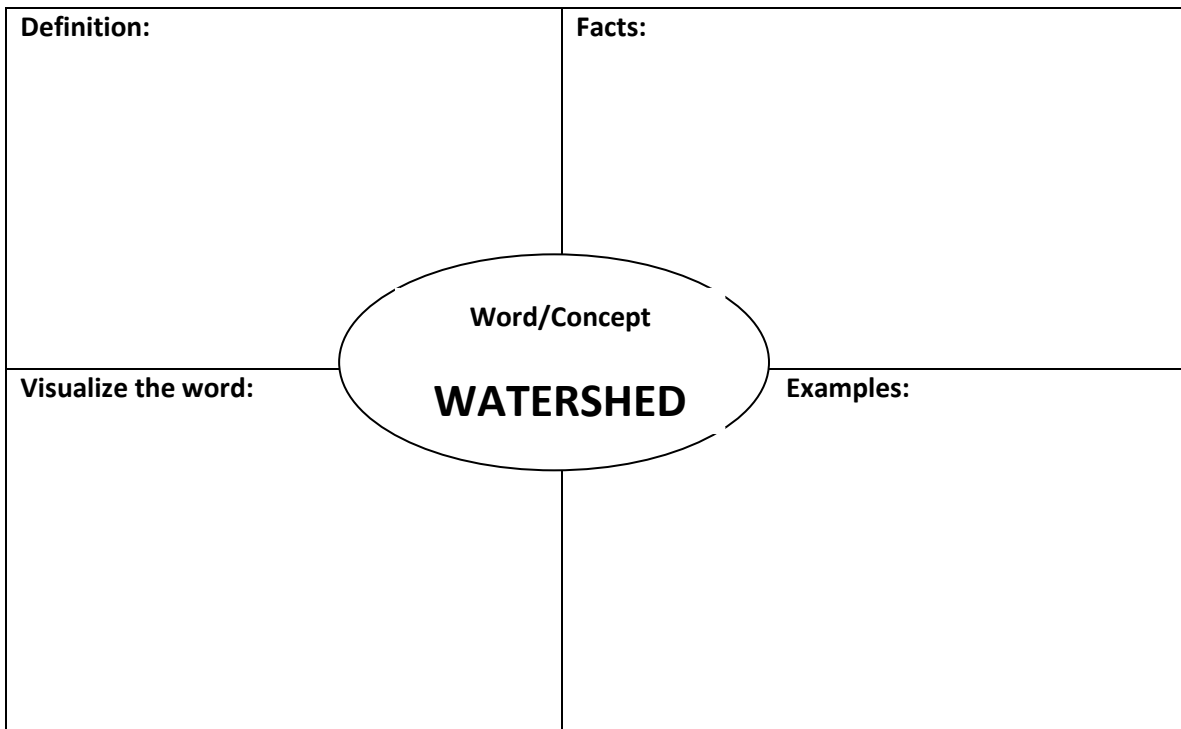 Definition:
Facts:
Word/Concept
WATERSHED
Visualize the word:
Examples: